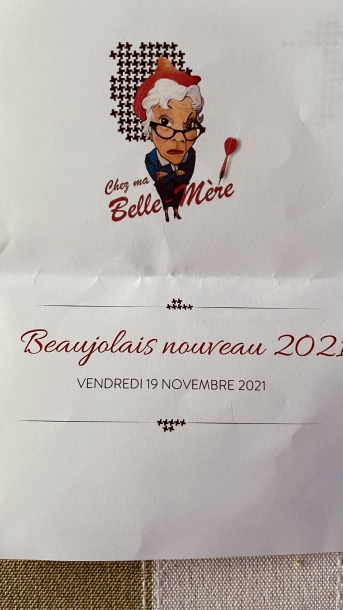 Chez ma
Belle-Mère
Beaujolais nouveau 2021
VENDREDI 19 NOVEMBRE 2021